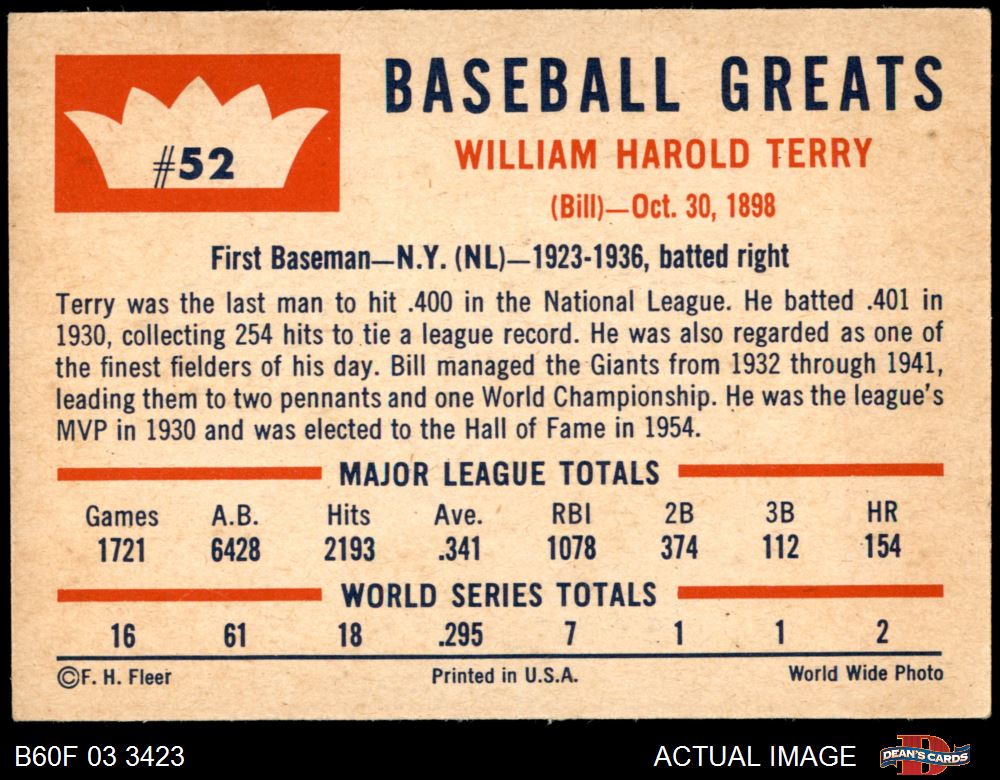 #52
BASEBALL GREATS
WILLIAM HAROLD TERRY
(Bill)—Oct. 30, 1898
First Baseman—N.Y. (NL)—1923-1936, batted right
Terry was the last man to hit .400 in the National League. He batted .401 in
1930, collecting 254 hits to tie a league record. He was also regarded as one of
the finest fielders of his day. Bill managed the Giants from 1932 through 1941,
leading them to two pennants and one World Championship. He was the league's
MVP in 1930 and was elected to the Hall of Fame in 1954.
MAJOR LEAGUE TOTALS
Games A.B. Hits Ave. RBI 2B 3B HR
1721 6428 2193 .341 1078 374 112 154
WORLD SERIES TOTALS
16 61 18 .295 7 1 1 2
©F. H. Fleer Printed in U.S.A. World Wide Photo
B60F 03 3423 ACTUAL IMAGE DEAN'S CARDS